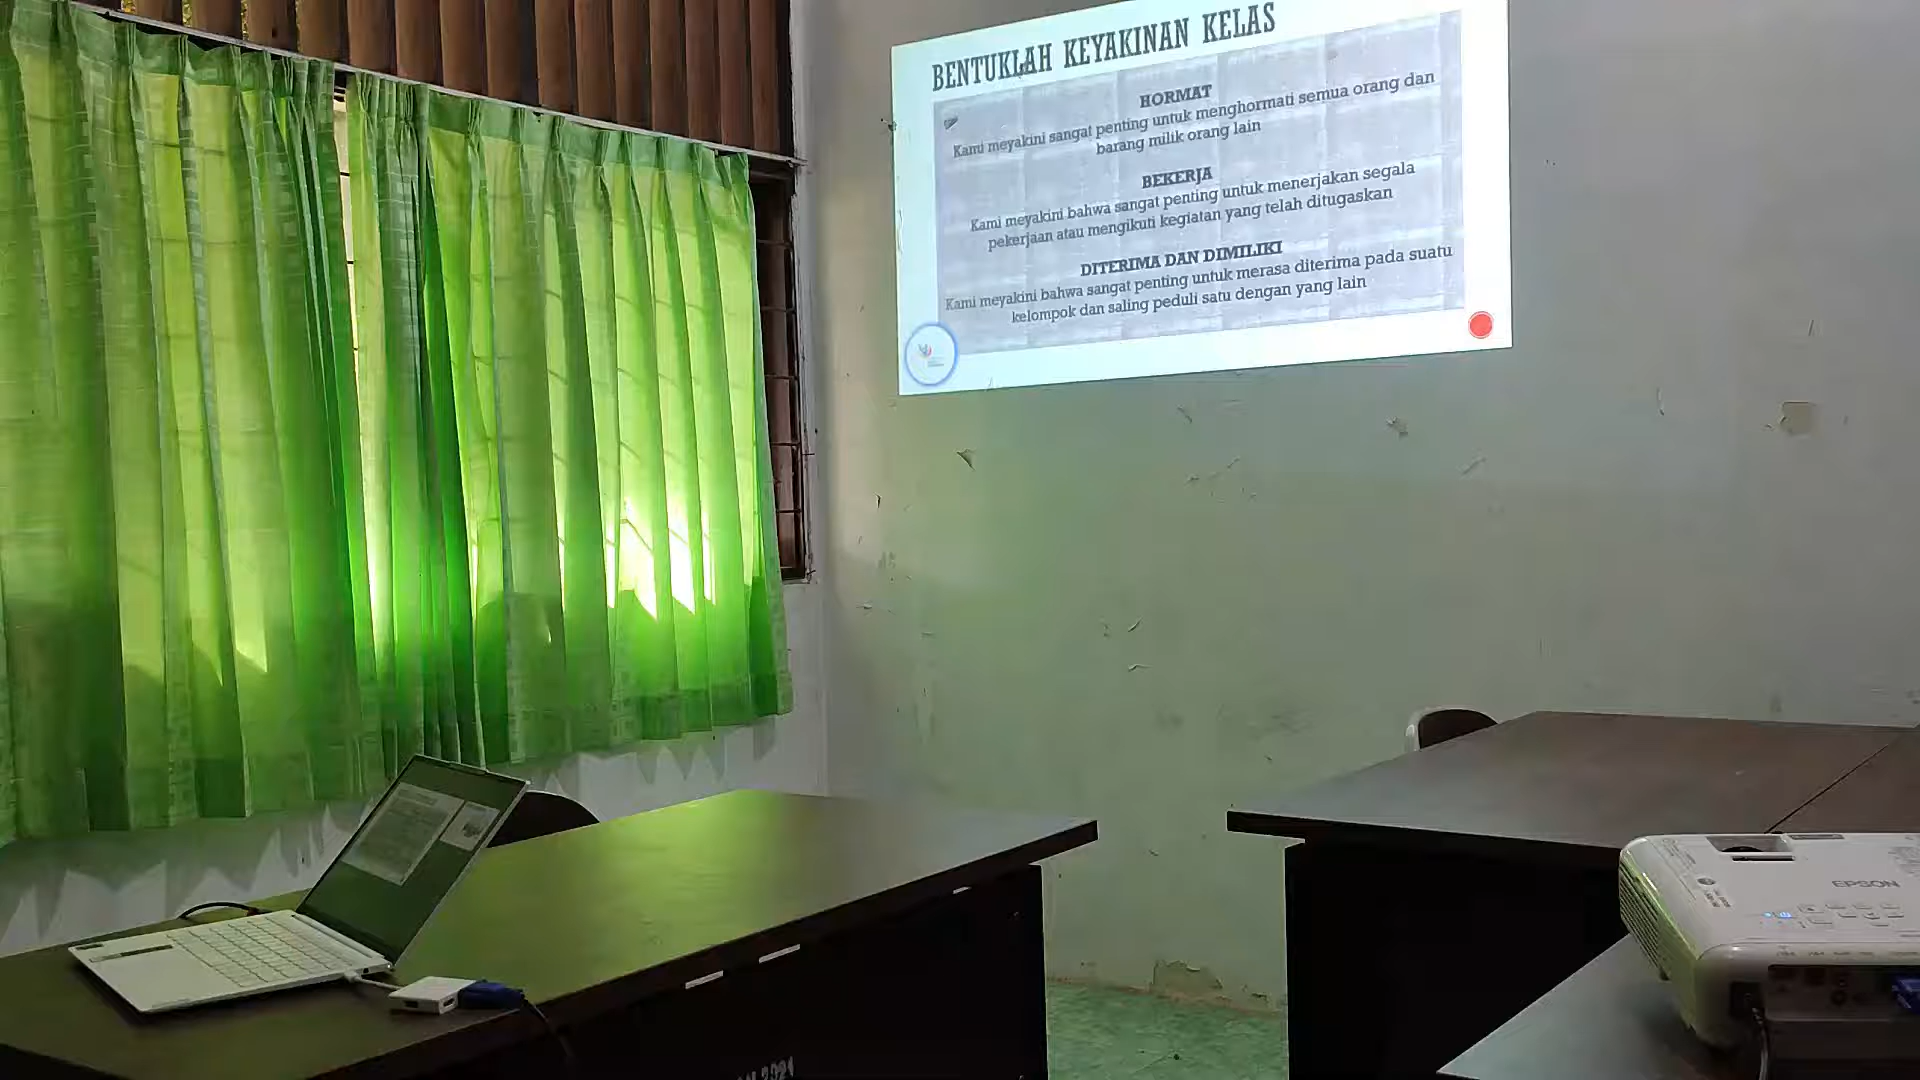 BENTUKLAH KEYAKINAN KELAS
HORMAT
Kami meyakini sangat penting untuk menghormati semua orang dan
barang milik orang lain
BEKERJA
Kami meyakini bahwa sangat penting untuk menerjakan segala
pekerjaan atau mengikuti kegiatan yang telah ditugaskan
DITERIMA DAN DIMILIKI
Kami meyakini bahwa sangat penting untuk merasa diterima pada suatu
kelompok dan saling peduli satu dengan yang lain
EPSON
2021